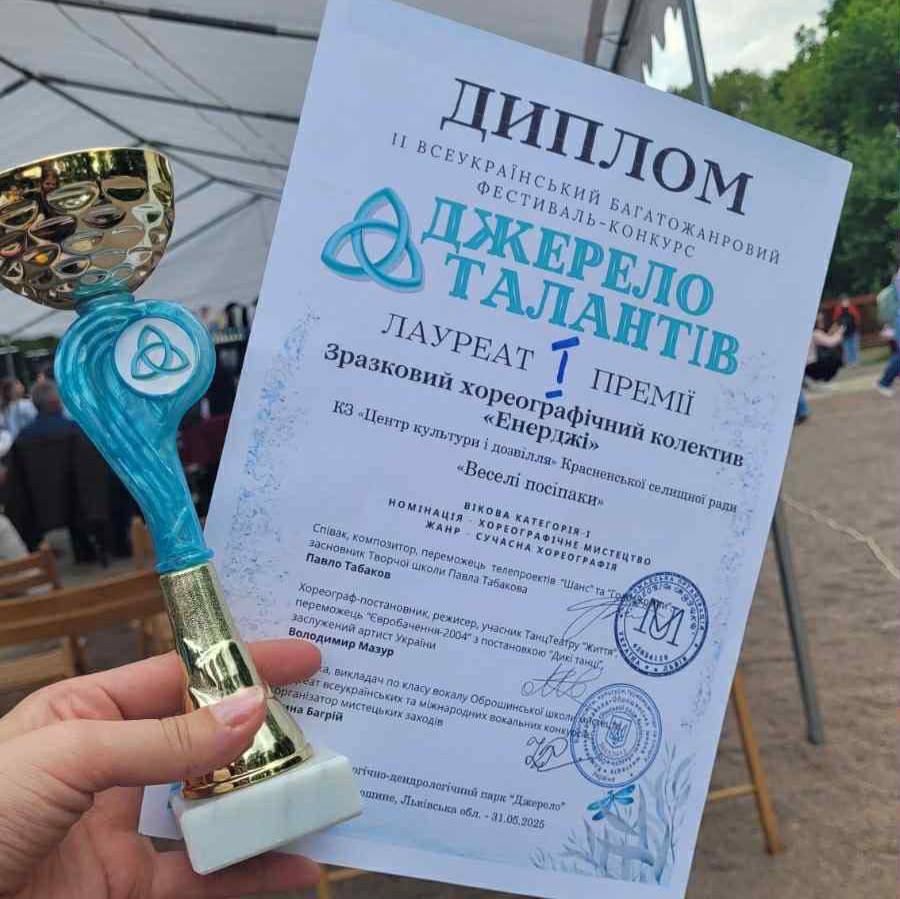 ДИПЛОМ
ІІ ВСЕУКРАЇНСЬКИЙ БАГАТОЖАНРОВИЙ
ФЕСТИВАЛЬ-КОНКУРС
ДЖЕРЕЛО
ТАЛАНТІВ
ЛАУРЕАТ І ПРЕМІЇ
Зразковий хореографічний колектив
«Енерджі»
КЗ «Центр культури і дозвілля» Красненської селищної ради
«Веселі посіпаки»
ВІКОВА КАТЕГОРІЯ-І
НОМІНАЦІЯ - ХОРЕОГРАФІЧНЕ МИСТЕЦТВО
ЖАНР - СУЧАСНА ХОРЕОГРАФІЯ
Співак, композитор, переможець телепроектів "Шанс" та
засновник Творчої школи Павла Табакова
Павло Табаков
Хореограф-постановник, режисер, учасник ТанцТеатру "Життя",
переможець "Євробачення-2004" з постановкою "Дикі танці",
заслужений артист України
Володимир Мазур
викладач по класу вокалу Оброшинської школи
всеукраїнських та міжнародних вокальних
організатор мистецьких заходів
Багрій
парк "Джерело"
Львівська обл. - 31.05.2025